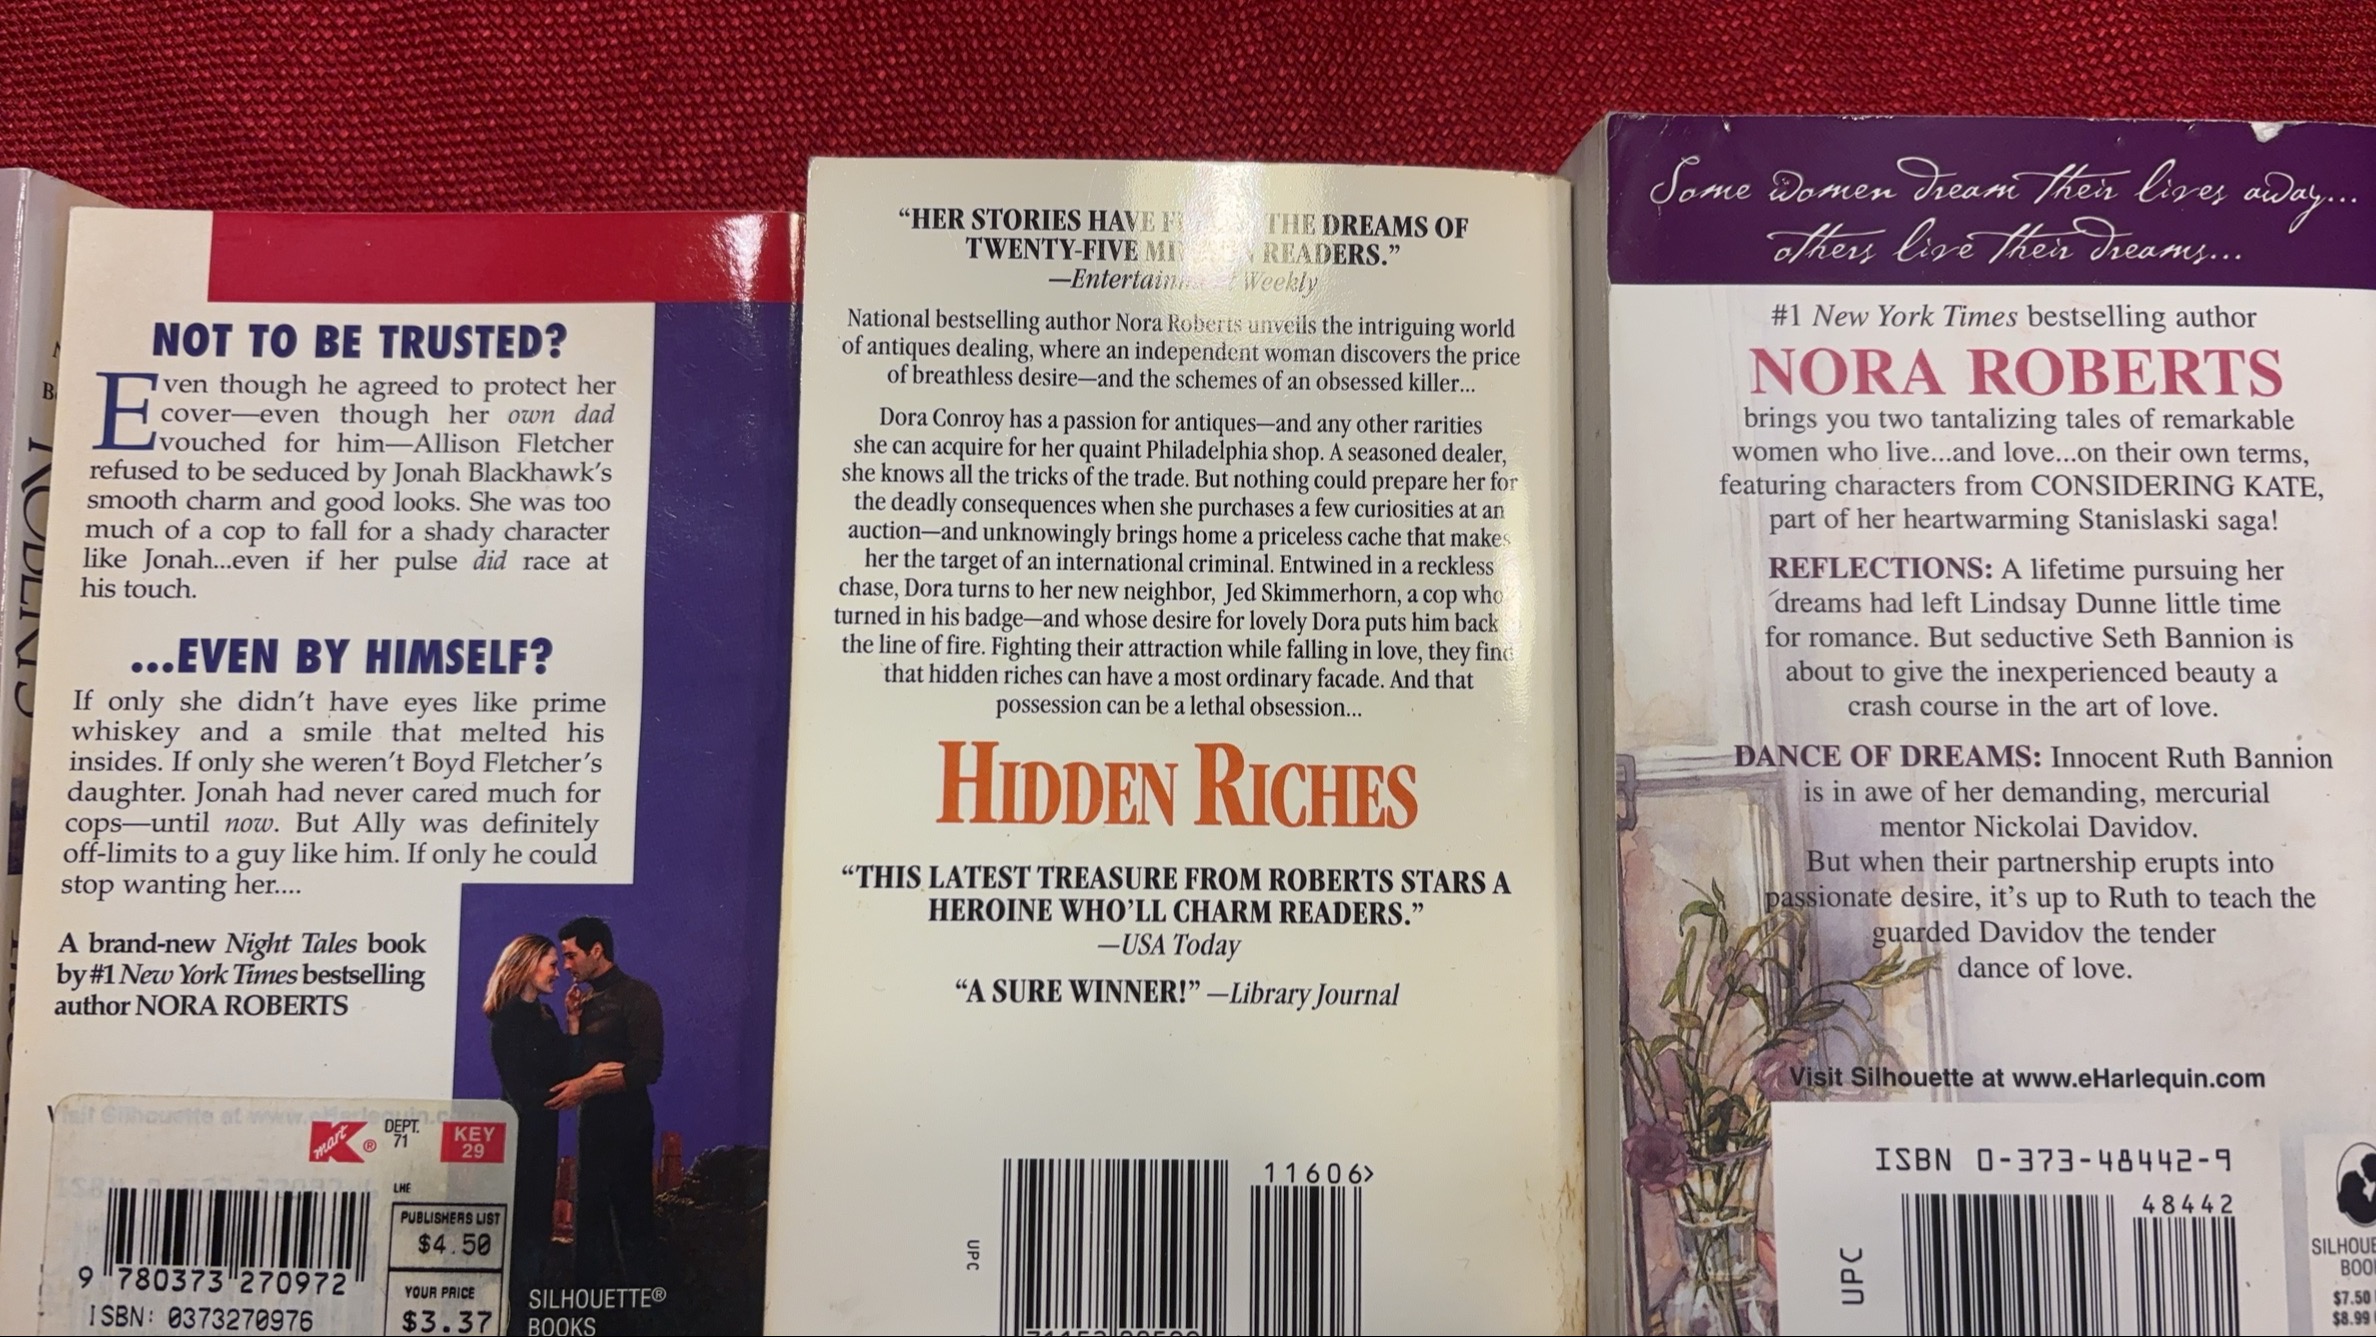 ROBERTS
NOT TO BE TRUSTED?
Even though he agreed to protect her
cover—even though her own dad
vouched for him—Allison Fletcher
refused to be seduced by Jonah Blackhawk's
smooth charm and good looks. She was too
much of a cop to fall for a shady character
like Jonah...even if her pulse did race at
his touch.
...EVEN BY HIMSELF?
If only she didn't have eyes like prime
whiskey and a smile that melted his
insides. If only she weren't Boyd Fletcher's
daughter. Jonah had never cared much for
cops—until now. But Ally was definitely
off-limits to a guy like him. If only he could
stop wanting her....
A brand-new Night Tales book
by #1 New York Times bestselling
author NORA ROBERTS
Visit Silhouette at www.eHarlequin.c
Kmart®
DEPT.
71
KEY
29
LHE
PUBLISHERS LIST
$4.50
YOUR PRICE
$3.37
9 780373 270972
ISBN: 0373270976
SILHOUETTE®
BOOKS
"HER STORIES HAVE THE DREAMS OF
TWENTY-FIVE READERS."
—Entertainment Weekly
National bestselling author Nora Roberts unveils the intriguing world
of antiques dealing, where an independent woman discovers the price
of breathless desire—and the schemes of an obsessed killer...
Dora Conroy has a passion for antiques—and any other rarities
she can acquire for her quaint Philadelphia shop. A seasoned dealer,
she knows all the tricks of the trade. But nothing could prepare her for
the deadly consequences when she purchases a few curiosities at an
auction—and unknowingly brings home a priceless cache that makes
her the target of an international criminal. Entwined in a reckless
chase, Dora turns to her new neighbor, Jed Skimmerhorn, a cop who
turned in his badge—and whose desire for lovely Dora puts him back
the line of fire. Fighting their attraction while falling in love, they find
that hidden riches can have a most ordinary facade. And that
possession can be a lethal obsession...
HIDDEN RICHES
"THIS LATEST TREASURE FROM ROBERTS STARS A
HEROINE WHO'LL CHARM READERS."
—USA Today
"A SURE WINNER!" —Library Journal
11606>
UPC
Some women dream their lives away...
others live their dreams...
#1 New York Times bestselling author
NORA ROBERTS
brings you two tantalizing tales of remarkable
women who live...and love...on their own terms,
featuring characters from CONSIDERING KATE,
part of her heartwarming Stanislaski saga!
REFLECTIONS: A lifetime pursuing her
dreams had left Lindsay Dunne little time
for romance. But seductive Seth Bannion is
about to give the inexperienced beauty a
crash course in the art of love.
DANCE OF DREAMS: Innocent Ruth Bannion
is in awe of her demanding, mercurial
mentor Nickolai Davidov.
But when their partnership erupts into
passionate desire, it's up to Ruth to teach the
guarded Davidov the tender
dance of love.
Visit Silhouette at www.eHarlequin.com
ISBN 0-373-48442-9
48442
UPC
SILHOUE
BOO
$7.50
$8.99